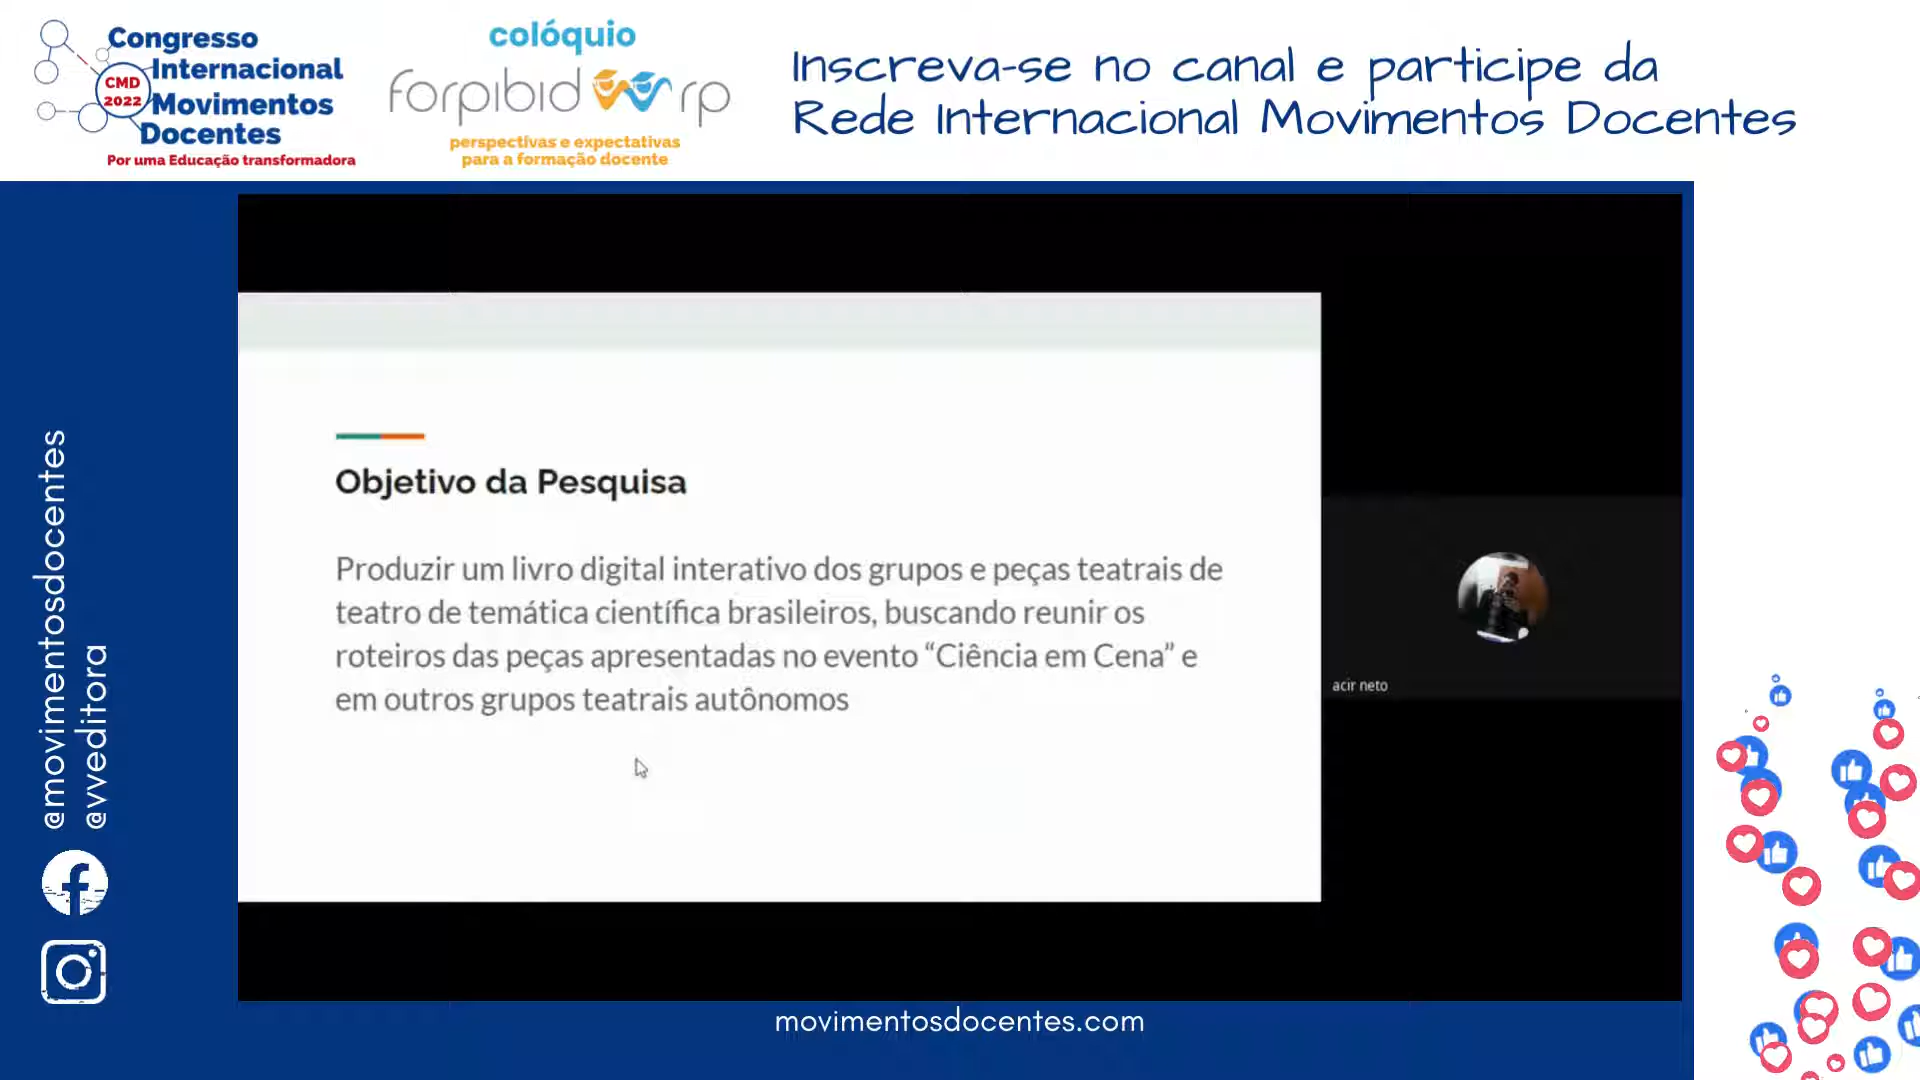 Congresso
Internacional
CMD
2022
Movimentos
Docentes
Por uma Educação transformadora
colóquio
forpibid rp
perspectivas e expectativas
para a formação docente
Inscreva-se no canal e participe da
Rede Internacional Movimentos Docentes
@movimentosdocentes
@vveditora
Objetivo da Pesquisa
Produzir um livro digital interativo dos grupos e peças teatrais de
teatro de temática científica brasileiros, buscando reunir os
roteiros das peças apresentadas no evento “Ciência em Cena” e
em outros grupos teatrais autônomos
acir neto
movimentosdocentes.com